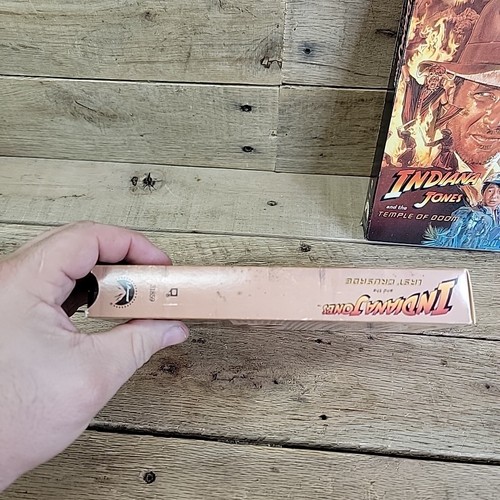 INDIANA
JONES
and the
TEMPLE OF DOOM
INDIANA JONES
and the
LAST CRUSADE